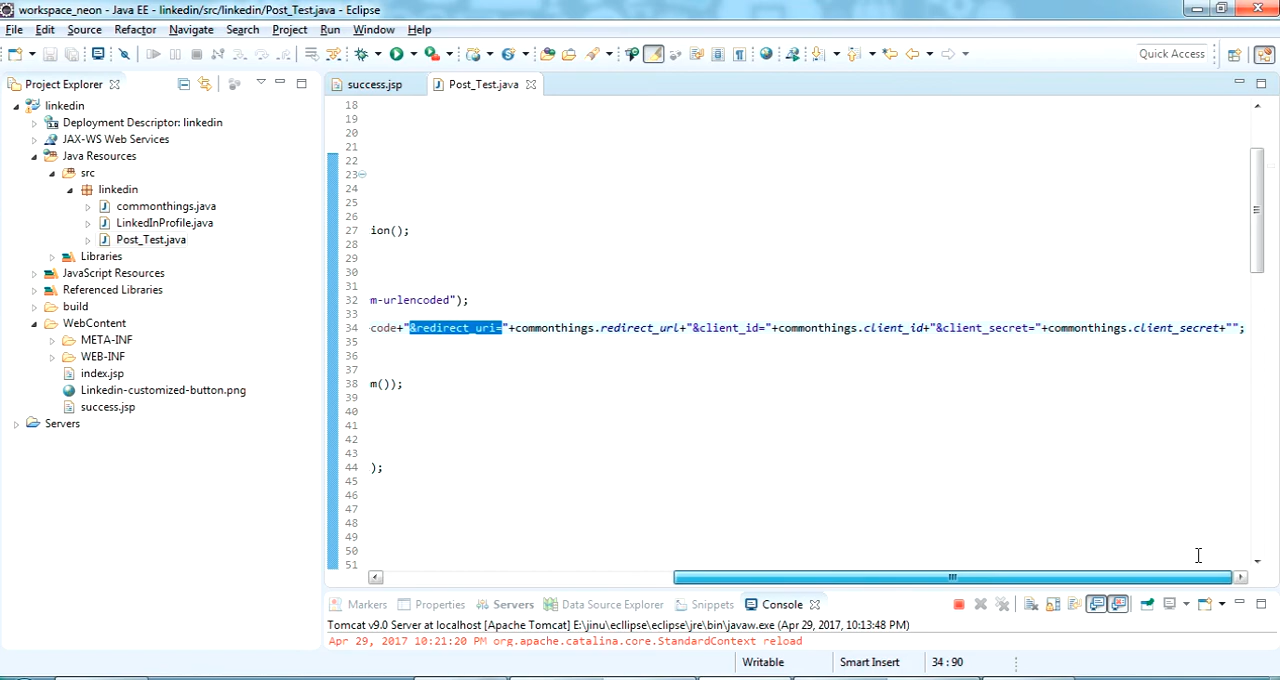 workspace_neon - Java EE - linkedin/src/linkedin/Post_Test.java - Eclipse
File Edit Source Refactor Navigate Search Project Run Window Help
Quick Access
Project Explorer
success.jsp
Post_Test.java
linkedin
Deployment Descriptor: linkedin
JAX-WS Web Services
Java Resources
src
linkedin
commonthings.java
LinkedInProfile.java
Post_Test.java
Libraries
JavaScript Resources
Referenced Libraries
build
WebContent
META-INF
WEB-INF
index.jsp
Linkedin-customized-button.png
success.jsp
Servers
18
19
20
21
22
23
24
25
26
27 ion();
28
29
30
31
32 m-urlencoded");
33
34 code+"&redirect_uri="+commonthings.redirect_url+"&client_id="+commonthings.client_id+"&client_secret="+commonthings.client_secret+"";
35
36
37
38 m());
39
40
41
42
43
44 );
45
46
47
48
49
50
51
Markers Properties Servers Data Source Explorer Snippets Console
Tomcat v9.0 Server at localhost [Apache Tomcat] E:\jinu\ecllipse\eclipse\jre\bin\javaw.exe (Apr 29, 2017, 10:13:48 PM)
Apr 29, 2017 10:21:20 PM org.apache.catalina.core.StandardContext reload
Writable Smart Insert 34 : 90